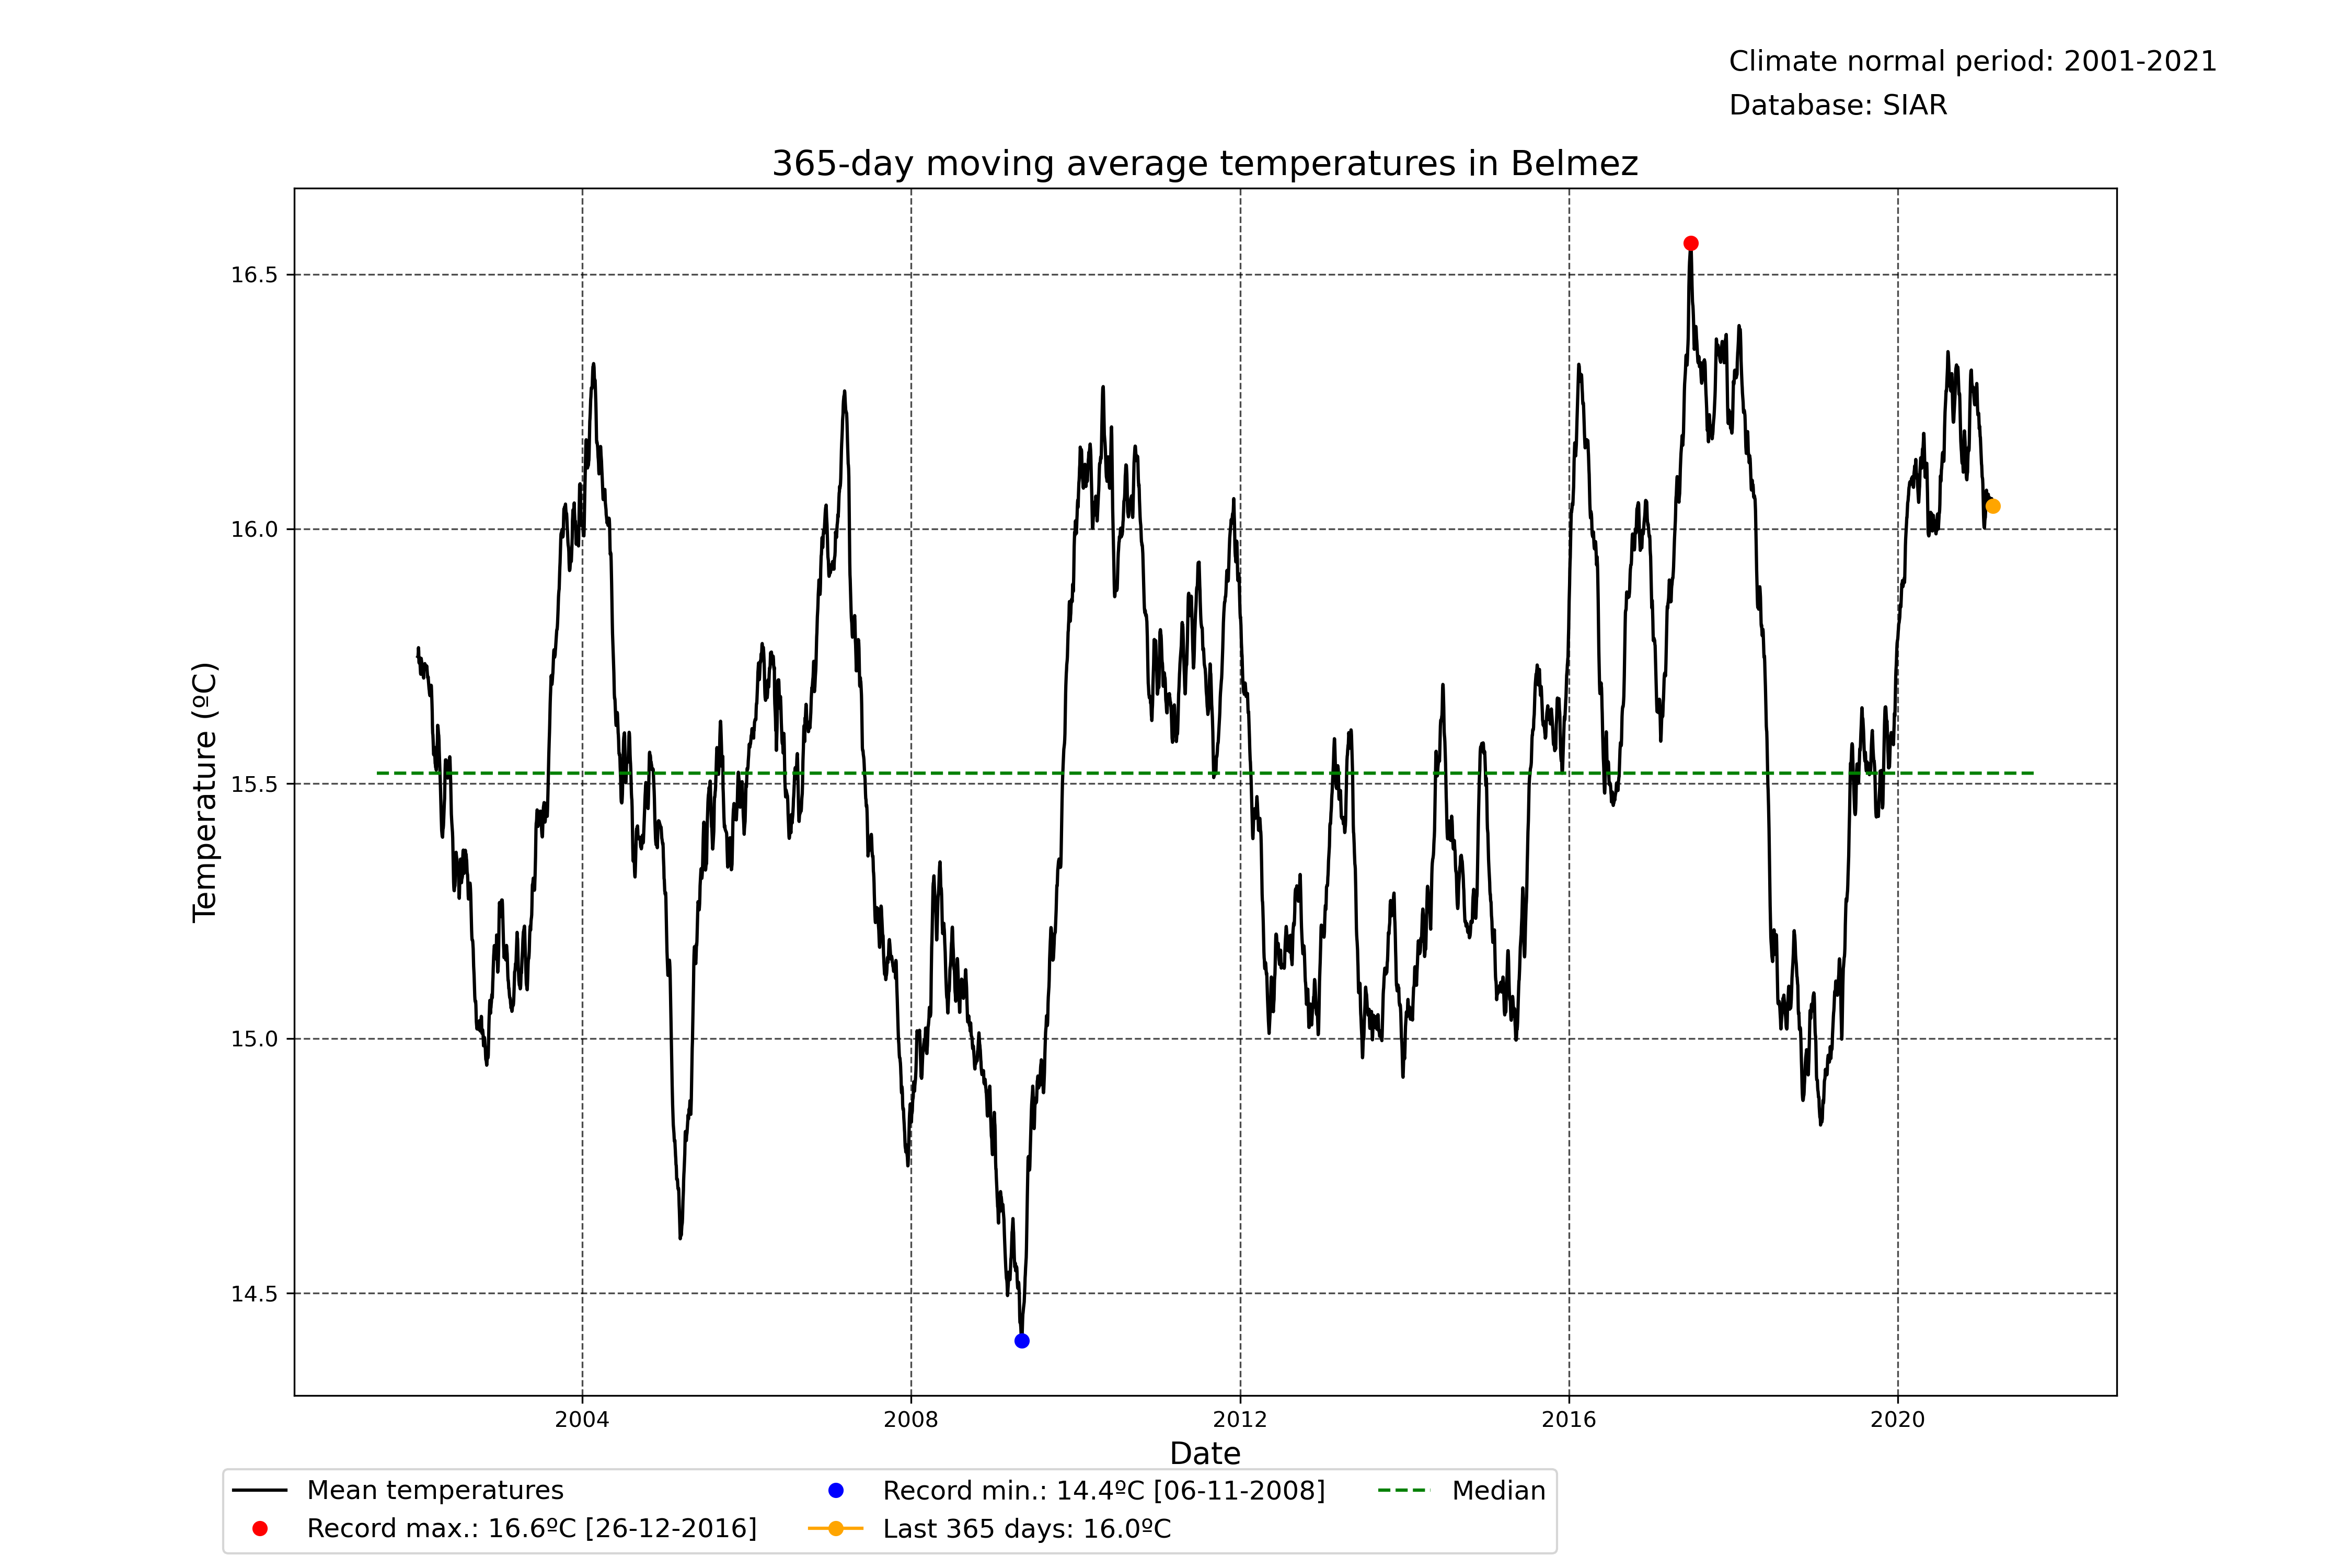 Climate normal period: 2001-2021
Database: SIAR
365-day moving average temperatures in Belmez
Temperature (ºC)
16.5
16.0
15.5
15.0
14.5
2004 2008 2012 2016 2020
Date
Mean temperatures
Record max.: 16.6ºC [26-12-2016]
Record min.: 14.4ºC [06-11-2008]
Last 365 days: 16.0ºC
Median